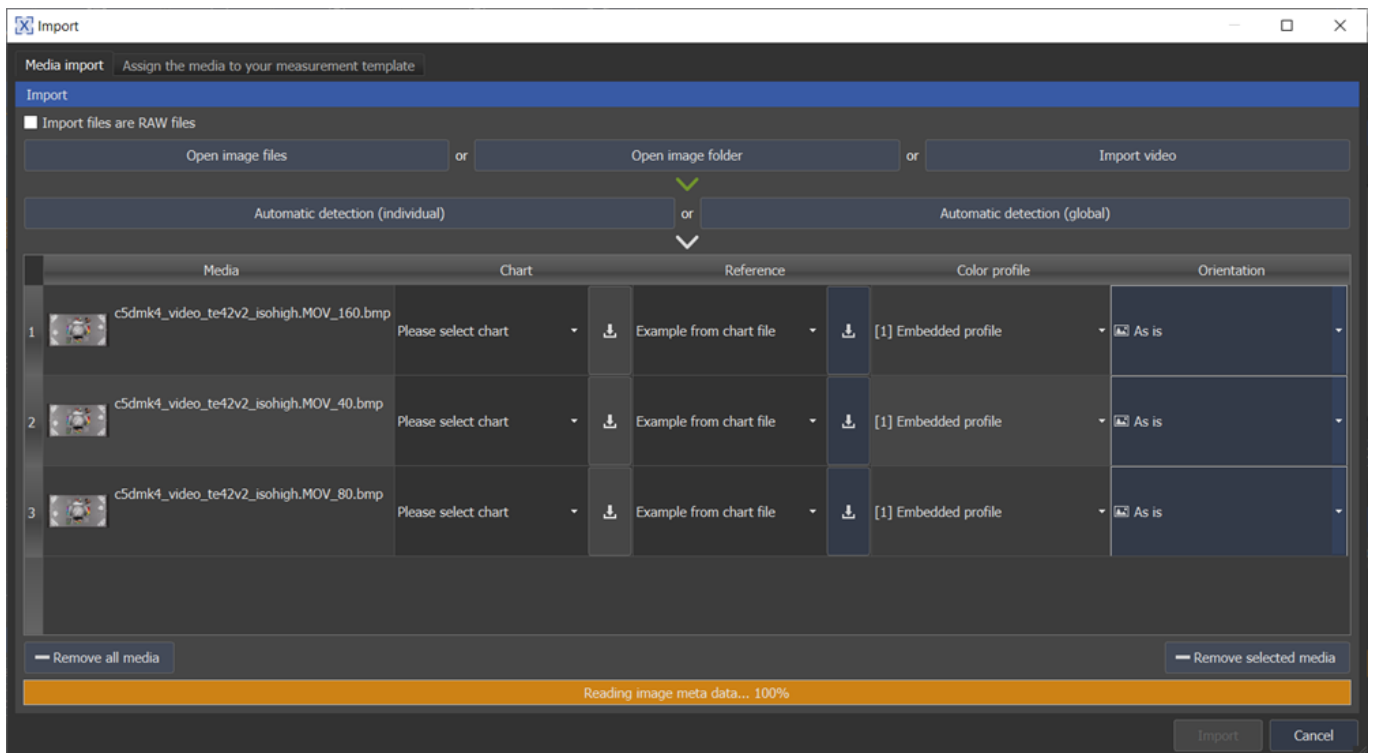 Import
Media import Assign the media to your measurement template
Import
Import files are RAW files
Open image files or Open image folder or Import video
Automatic detection (individual) or Automatic detection (global)
Media Chart Reference Color profile Orientation
1 c5dmk4_video_te42v2_isohigh.MOV_160.bmp Please select chart Example from chart file [1] Embedded profile As is
2 c5dmk4_video_te42v2_isohigh.MOV_40.bmp Please select chart Example from chart file [1] Embedded profile As is
3 c5dmk4_video_te42v2_isohigh.MOV_80.bmp Please select chart Example from chart file [1] Embedded profile As is
Remove all media Remove selected media
Reading image meta data... 100%
Import Cancel